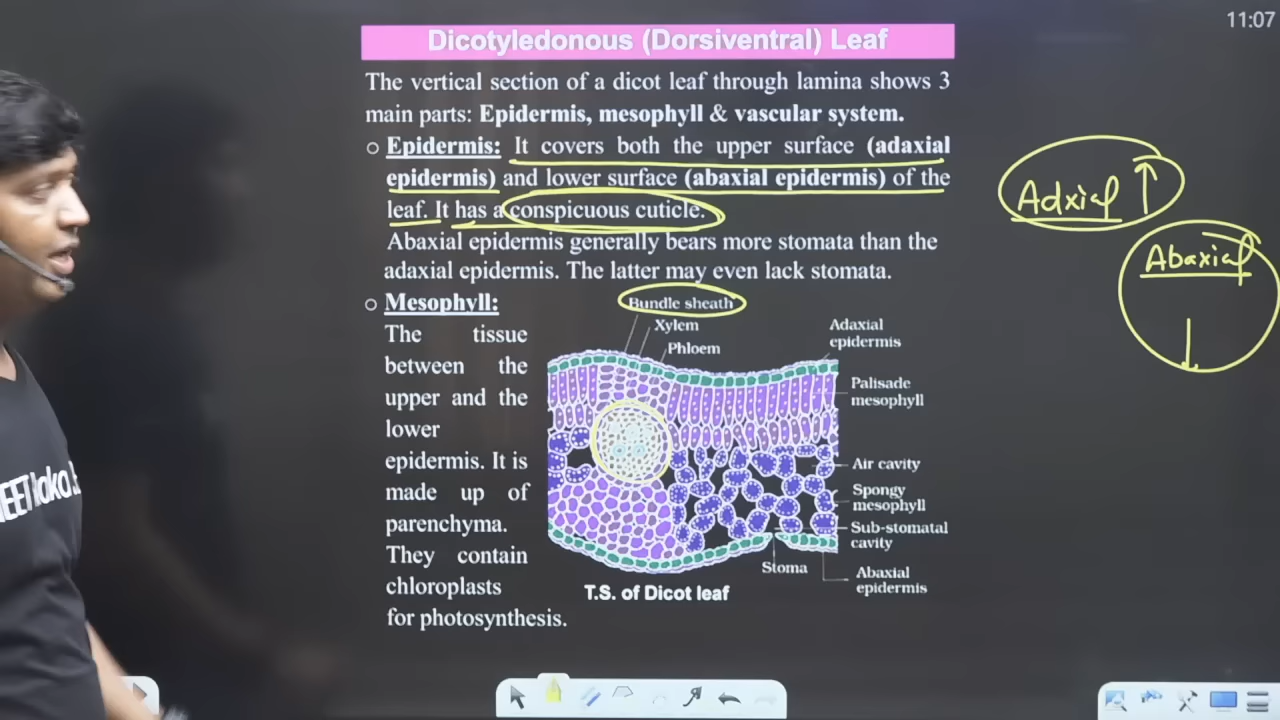 11:07
Dicotyledonous (Dorsiventral) Leaf
The vertical section of a dicot leaf through lamina shows 3
main parts: Epidermis, mesophyll & vascular system.
Epidermis: It covers both the upper surface (adaxial
epidermis) and lower surface (abaxial epidermis) of the
leaf. It has a conspicuous cuticle.
Abaxial epidermis generally bears more stomata than the
adaxial epidermis. The latter may even lack stomata.
Adxial ↑
Abaxial
↓
Mesophyll:
The tissue
between the
upper and the
lower
epidermis. It is
made up of
parenchyma.
They contain
chloroplasts
for photosynthesis.
Bundle sheath
Xylem
Phloem
Adaxial
epidermis
Palisade
mesophyll
Air cavity
Spongy
mesophyll
Sub-stomatal
cavity
Stoma
Abaxial
epidermis
T.S. of Dicot leaf